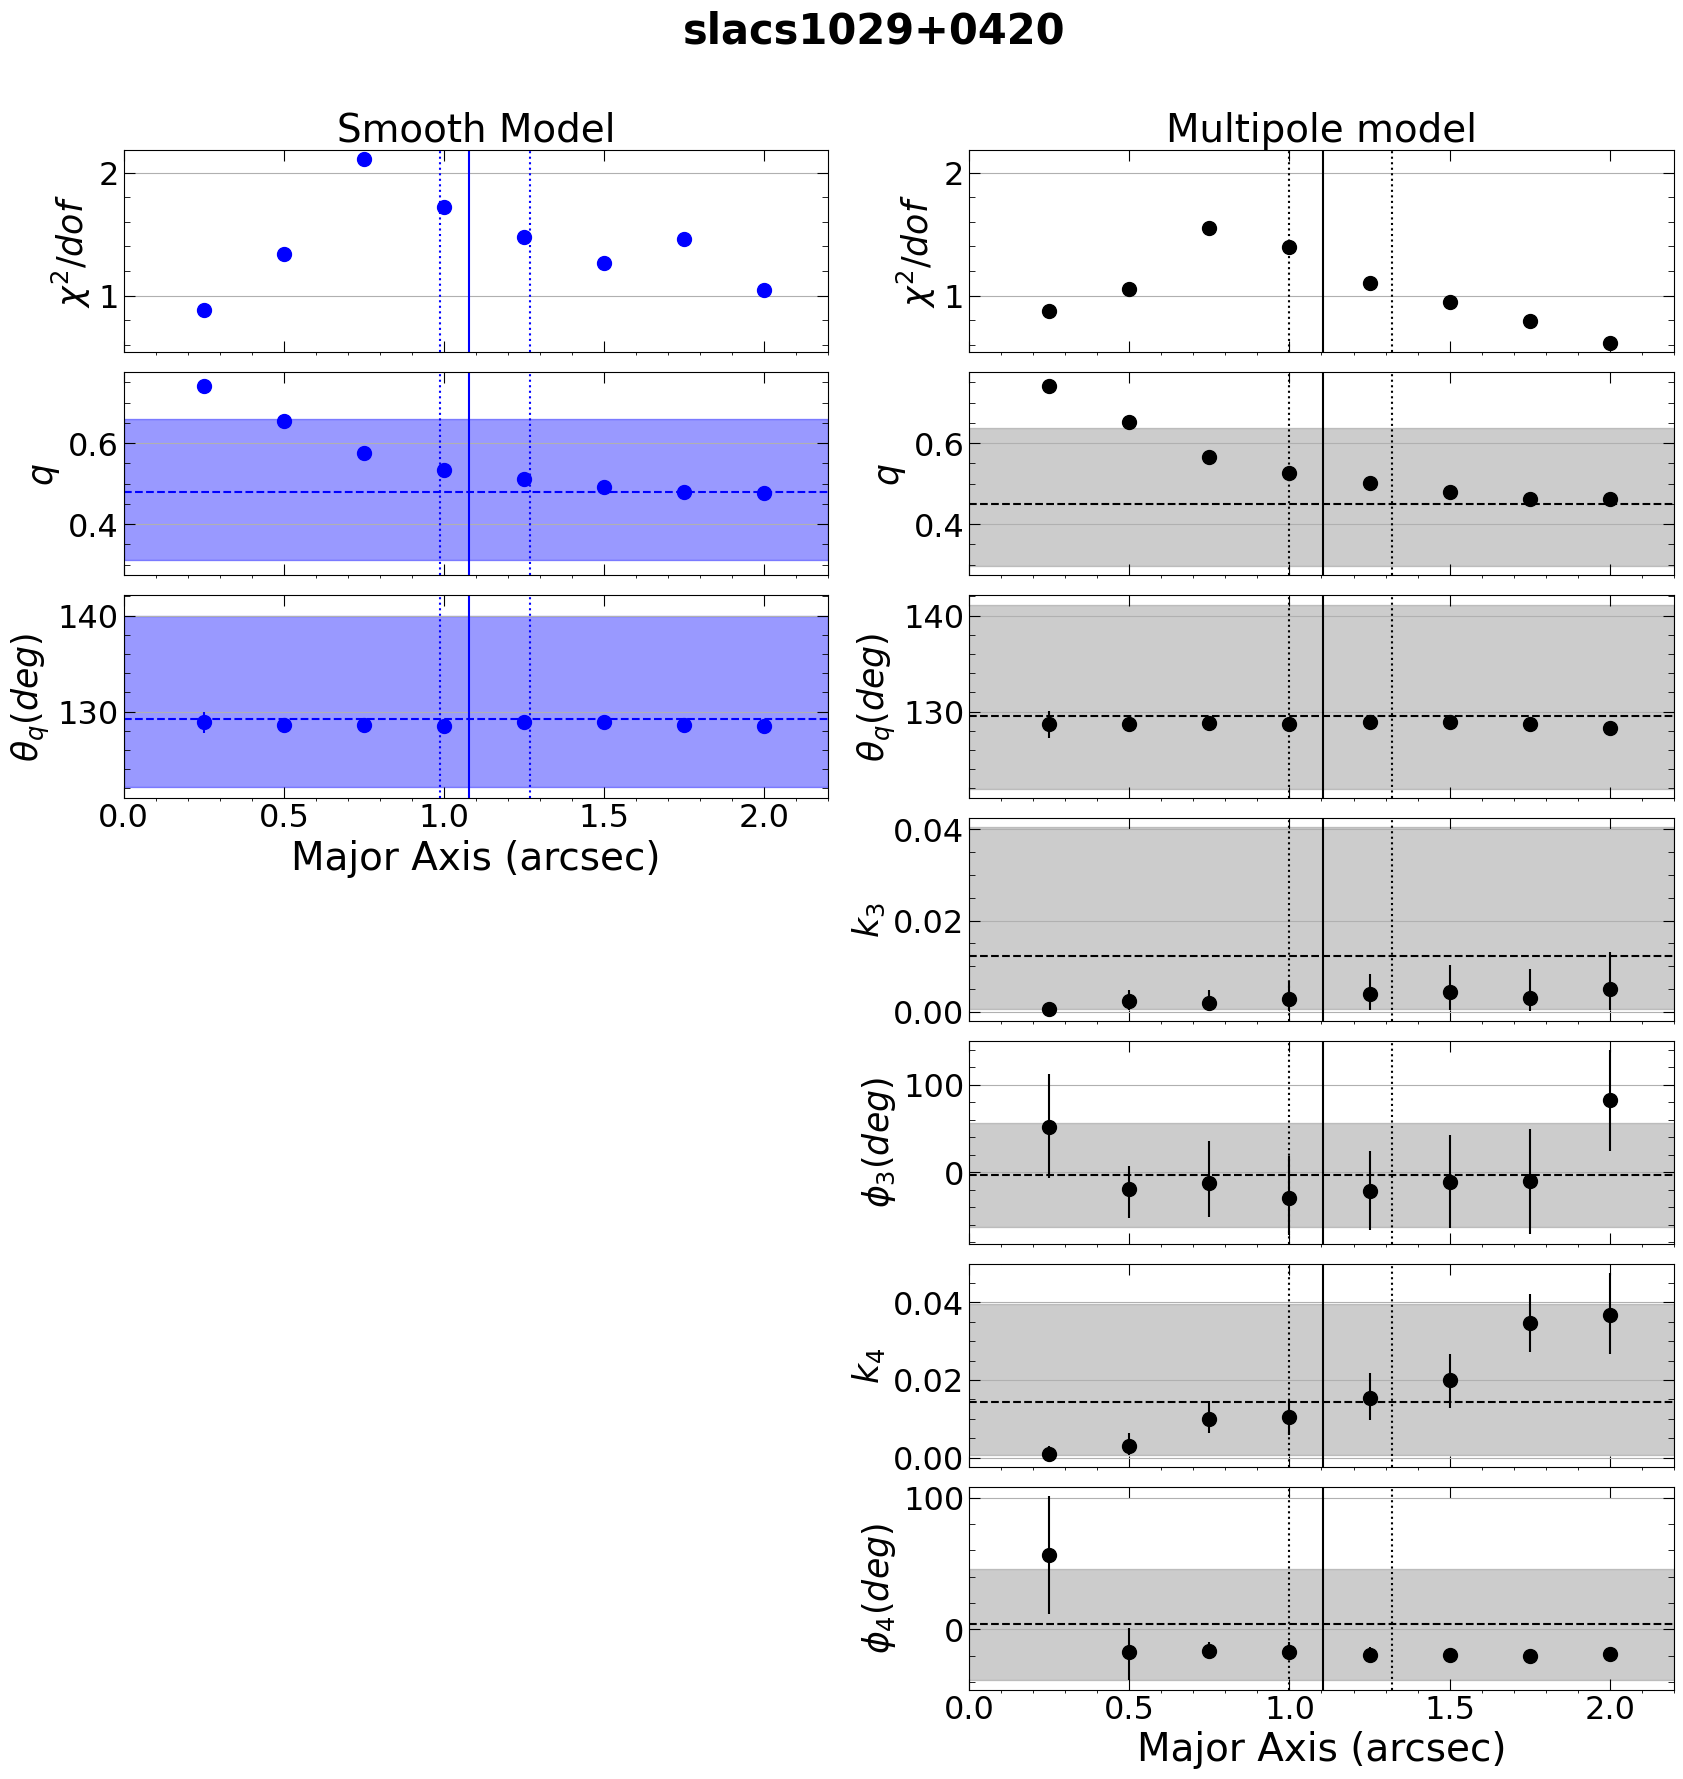 slacs1029+0420
Smooth Model
2
1
χ²/dof
0.6
0.4
q
140
130
θ_q(deg)
0.0 0.5 1.0 1.5 2.0
Major Axis (arcsec)
Multipole model
2
1
χ²/dof
0.6
0.4
q
140
130
θ_q(deg)
0.04
0.02
0.00
k₃
100
0
ϕ₃(deg)
0.04
0.02
0.00
k₄
100
0
ϕ₄(deg)
0.0 0.5 1.0 1.5 2.0
Major Axis (arcsec)